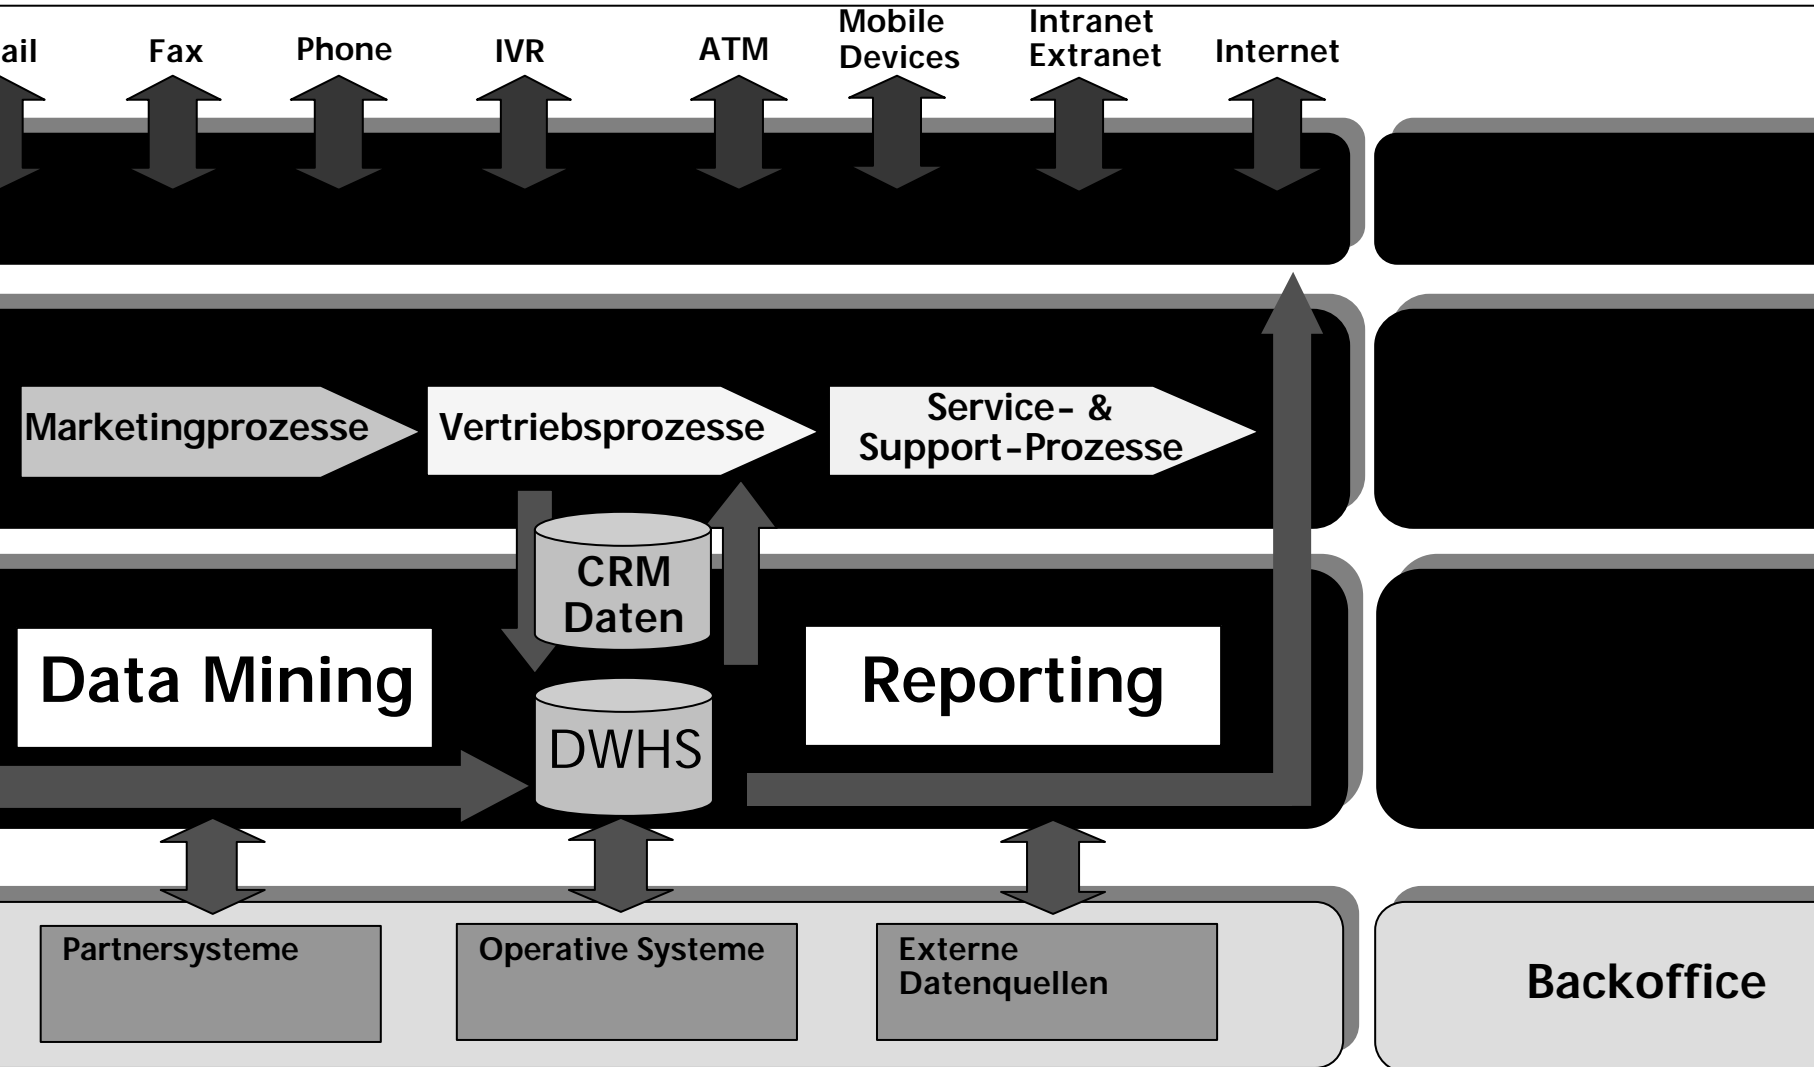 ail
Fax
Phone
IVR
ATM
Mobile
Devices
Intranet
Extranet
Internet
Marketingprozesse
Vertriebsprozesse
Service- &
Support-Prozesse
CRM
Daten
Data Mining
Reporting
DWHS
Partnersysteme
Operative Systeme
Externe
Datenquellen
Backoffice